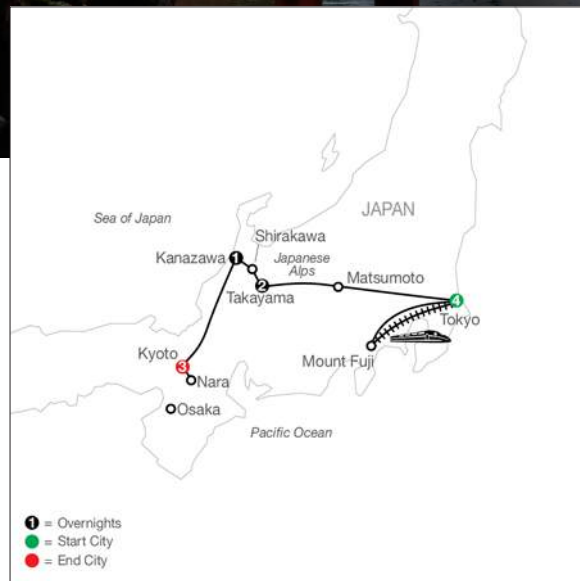 JAPAN
Sea of Japan
Shirakawa
Kanazawa
1
Japanese
Alps
2
Matsumoto
Takayama
4
Tokyo
Kyoto
Mount Fuji
3
Nara
Osaka
Pacific Ocean
1 = Overnights
= Start City
= End City